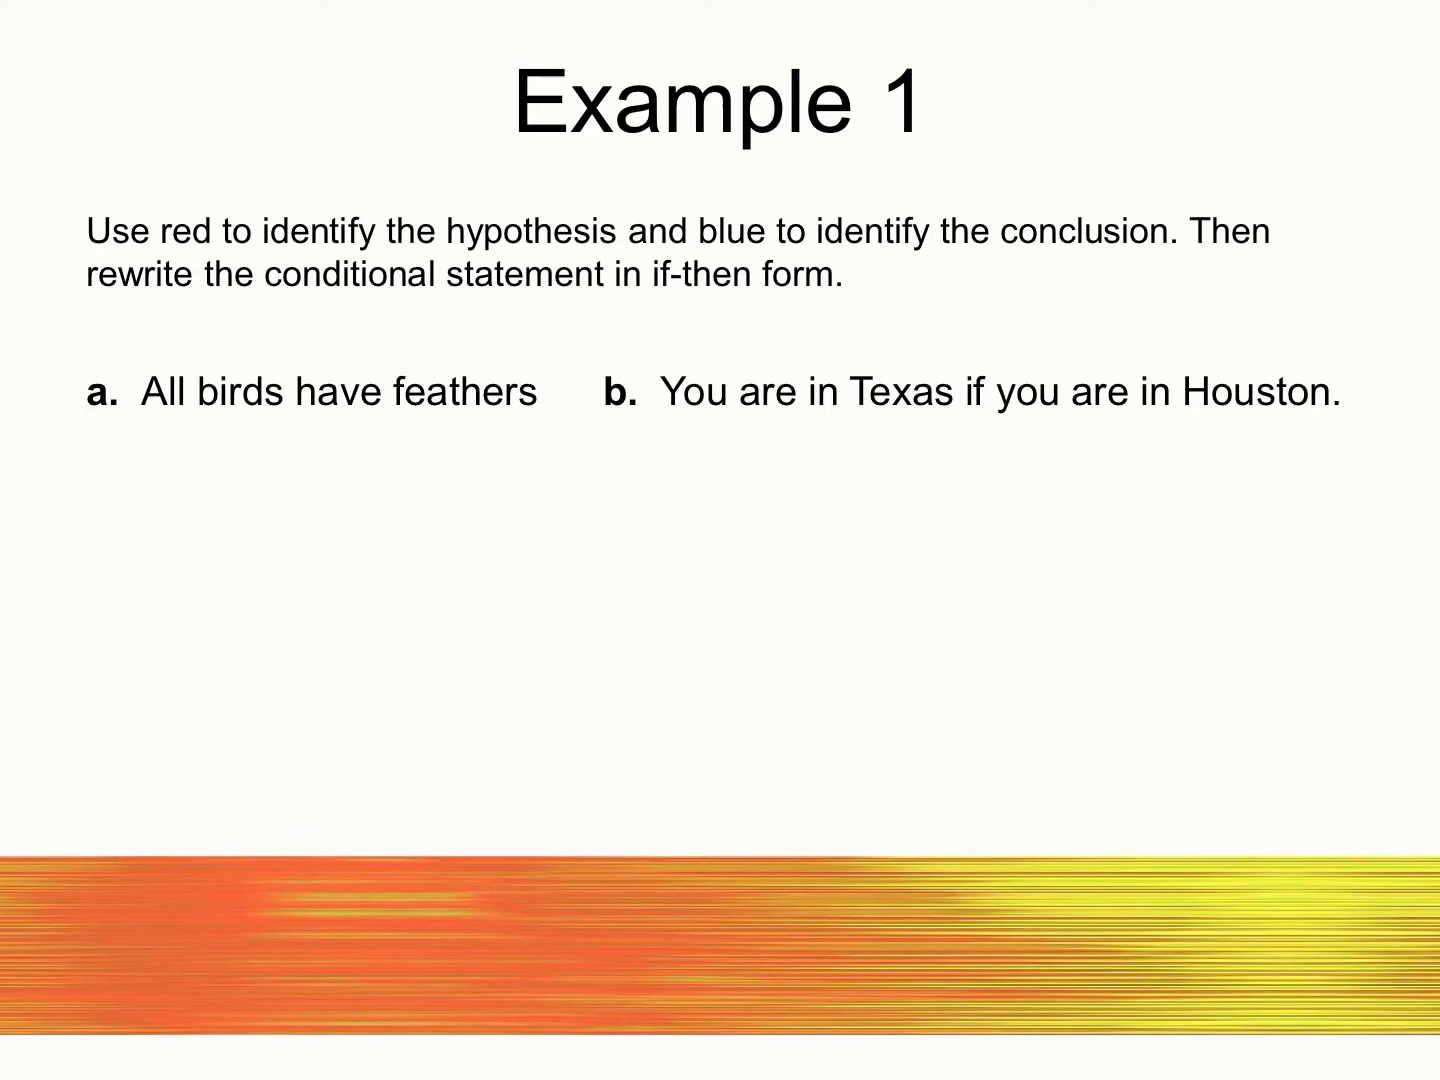 Example 1
Use red to identify the hypothesis and blue to identify the conclusion. Then
rewrite the conditional statement in if-then form.
a. All birds have feathers
b. You are in Texas if you are in Houston.